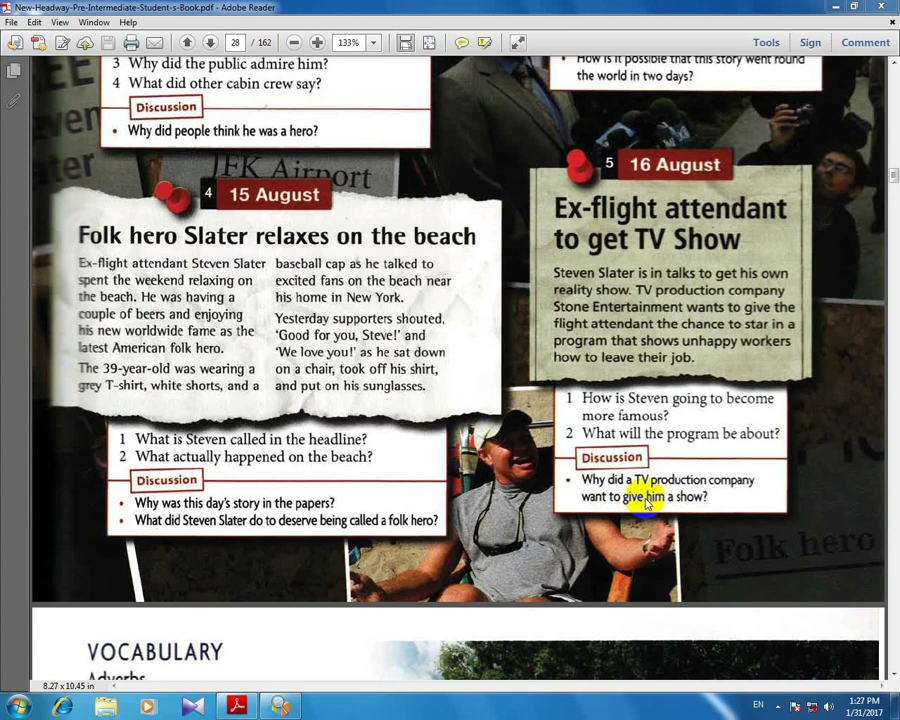 New-Headway-Pre-Intermediate-Student-s-Book.pdf - Adobe Reader
File Edit View Window Help
28 / 162 133% Tools Sign Comment
3 Why did the public admire him?
4 What did other cabin crew say?
Discussion
• Why did people think he was a hero?
How is it possible that this story went round
the world in two days?
JFK Airport
4 15 August
Folk hero Slater relaxes on the beach
Ex-flight attendant Steven Slater
spent the weekend relaxing on
the beach. He was having a
couple of beers and enjoying
his new worldwide fame as the
latest American folk hero.
The 39-year-old was wearing a
grey T-shirt, white shorts, and a
baseball cap as he talked to
excited fans on the beach near
his home in New York.
Yesterday supporters shouted,
'Good for you, Steve!' and
'We love you!' as he sat down
on a chair, took off his shirt,
and put on his sunglasses.
1 What is Steven called in the headline?
2 What actually happened on the beach?
Discussion
• Why was this day's story in the papers?
• What did Steven Slater do to deserve being called a folk hero?
5 16 August
Ex-flight attendant
to get TV Show
Steven Slater is in talks to get his own
reality show. TV production company
Stone Entertainment wants to give the
flight attendant the chance to star in a
program that shows unhappy workers
how to leave their job.
1 How is Steven going to become
more famous?
2 What will the program be about?
Discussion
• Why did a TV production company
want to give him a show?
Folk hero
VOCABULARY
Adverbs
8.27 x 10.45 in
EN 1:27 PM
1/31/2017